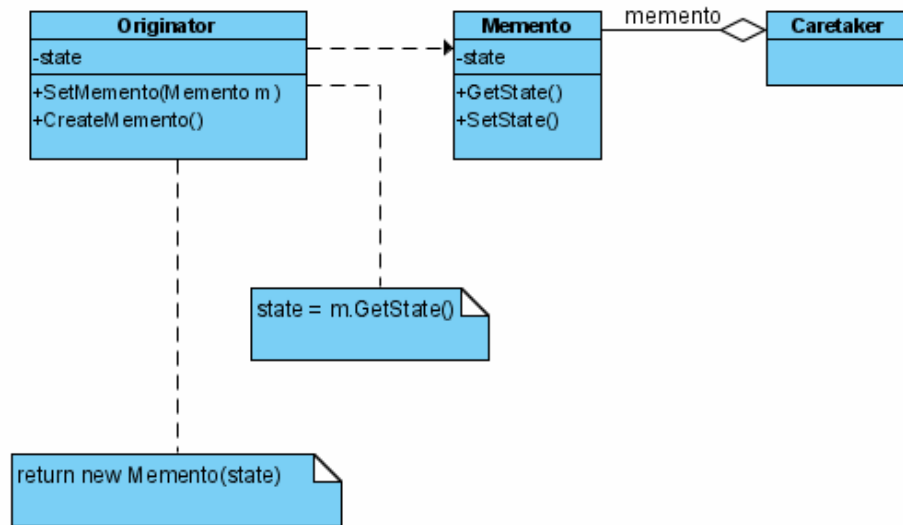 Originator
-state
+SetMemento(Memento m )
+CreateMemento()
Memento
-state
+GetState()
+SetState()
memento
Caretaker
state = m.GetState()
return new Memento(state)